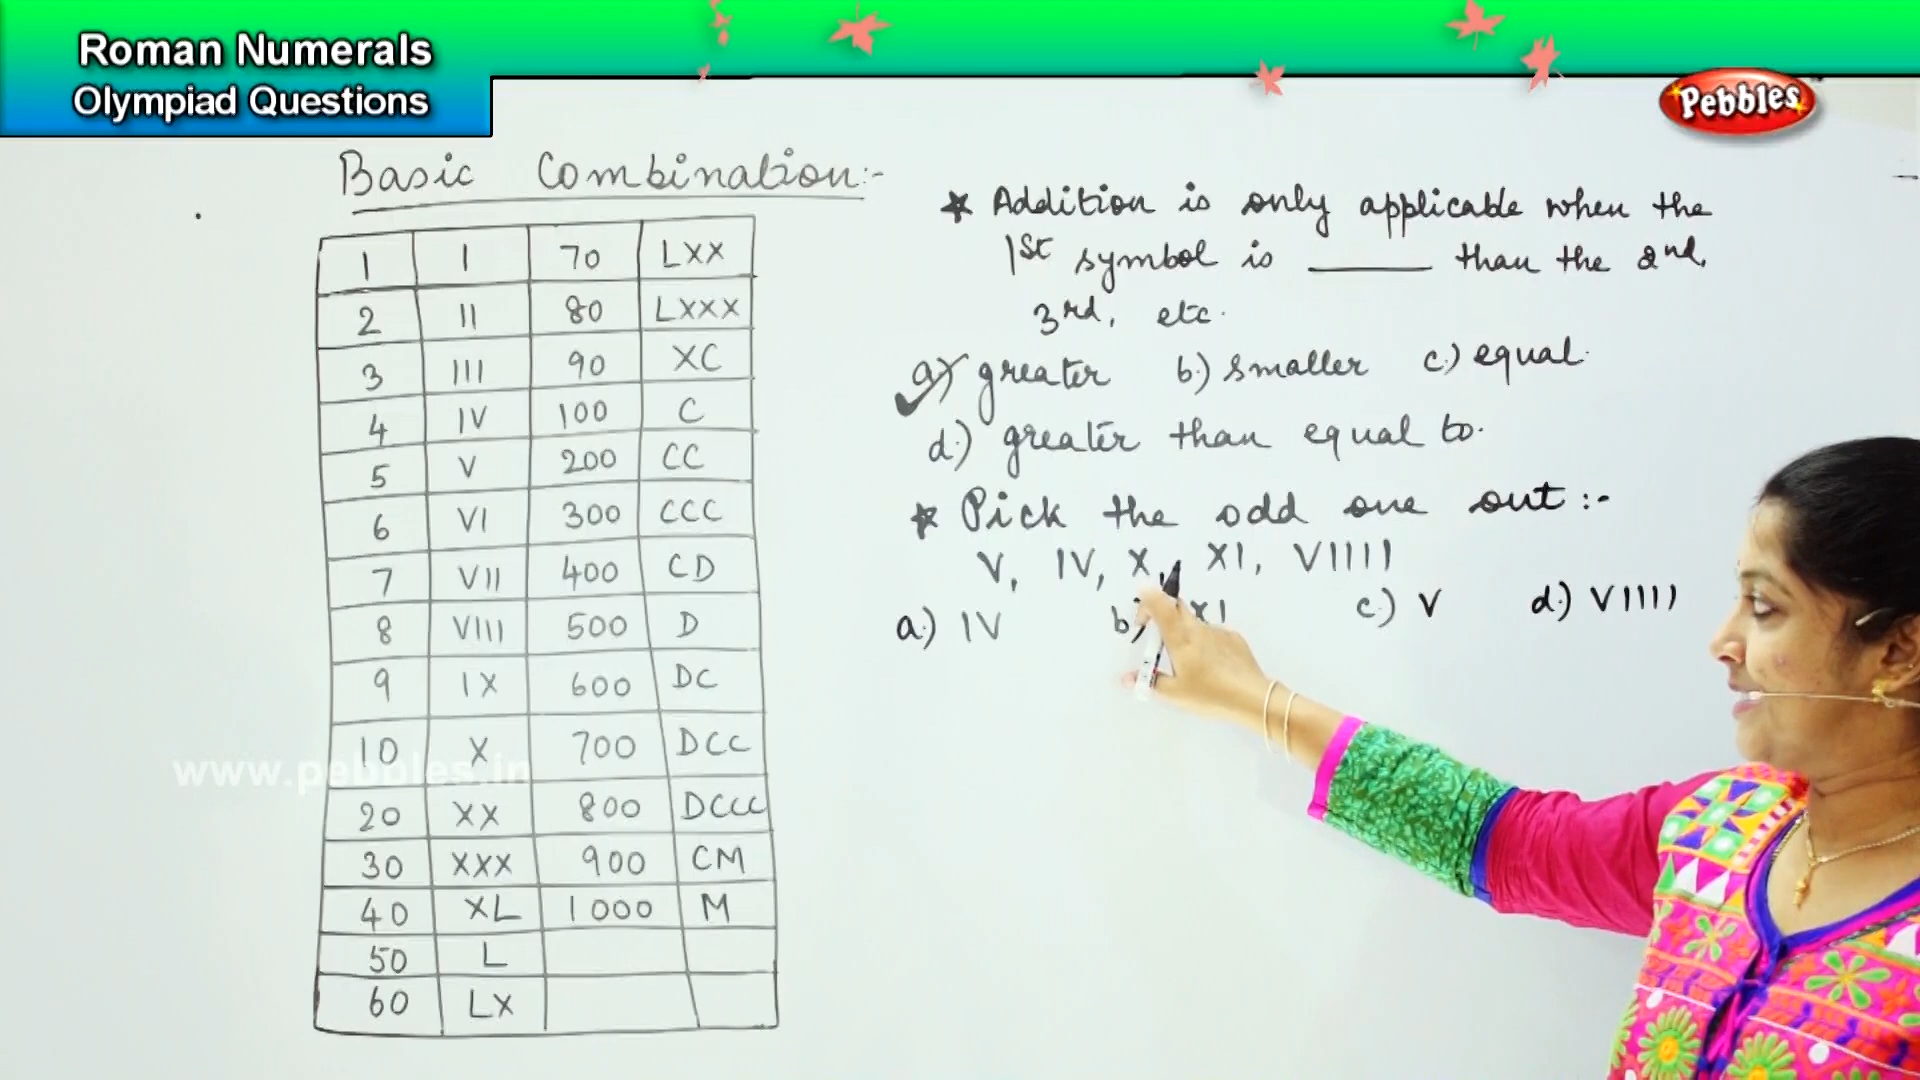 Roman Numerals
Olympiad Questions
Pebbles
Basic Combination:-
1 I 70 LXX
2 II 80 LXXX
3 III 90 XC
4 IV 100 C
5 V 200 CC
6 VI 300 CCC
7 VII 400 CD
8 VIII 500 D
9 IX 600 DC
10 X 700 DCC
20 XX 800 DCCC
30 XXX 900 CM
40 XL 1000 M
50 L
60 LX
www.pebbles.in
* Addition is only applicable when the
1st symbol is ______ than the 2nd,
3rd, etc.
a) greater b.) smaller c.) equal.
d.) greater than equal to.
* Pick the odd one out:-
V, IV, X, XI, VIIII
a.) IV b.) XI c.) V d.) VIIII